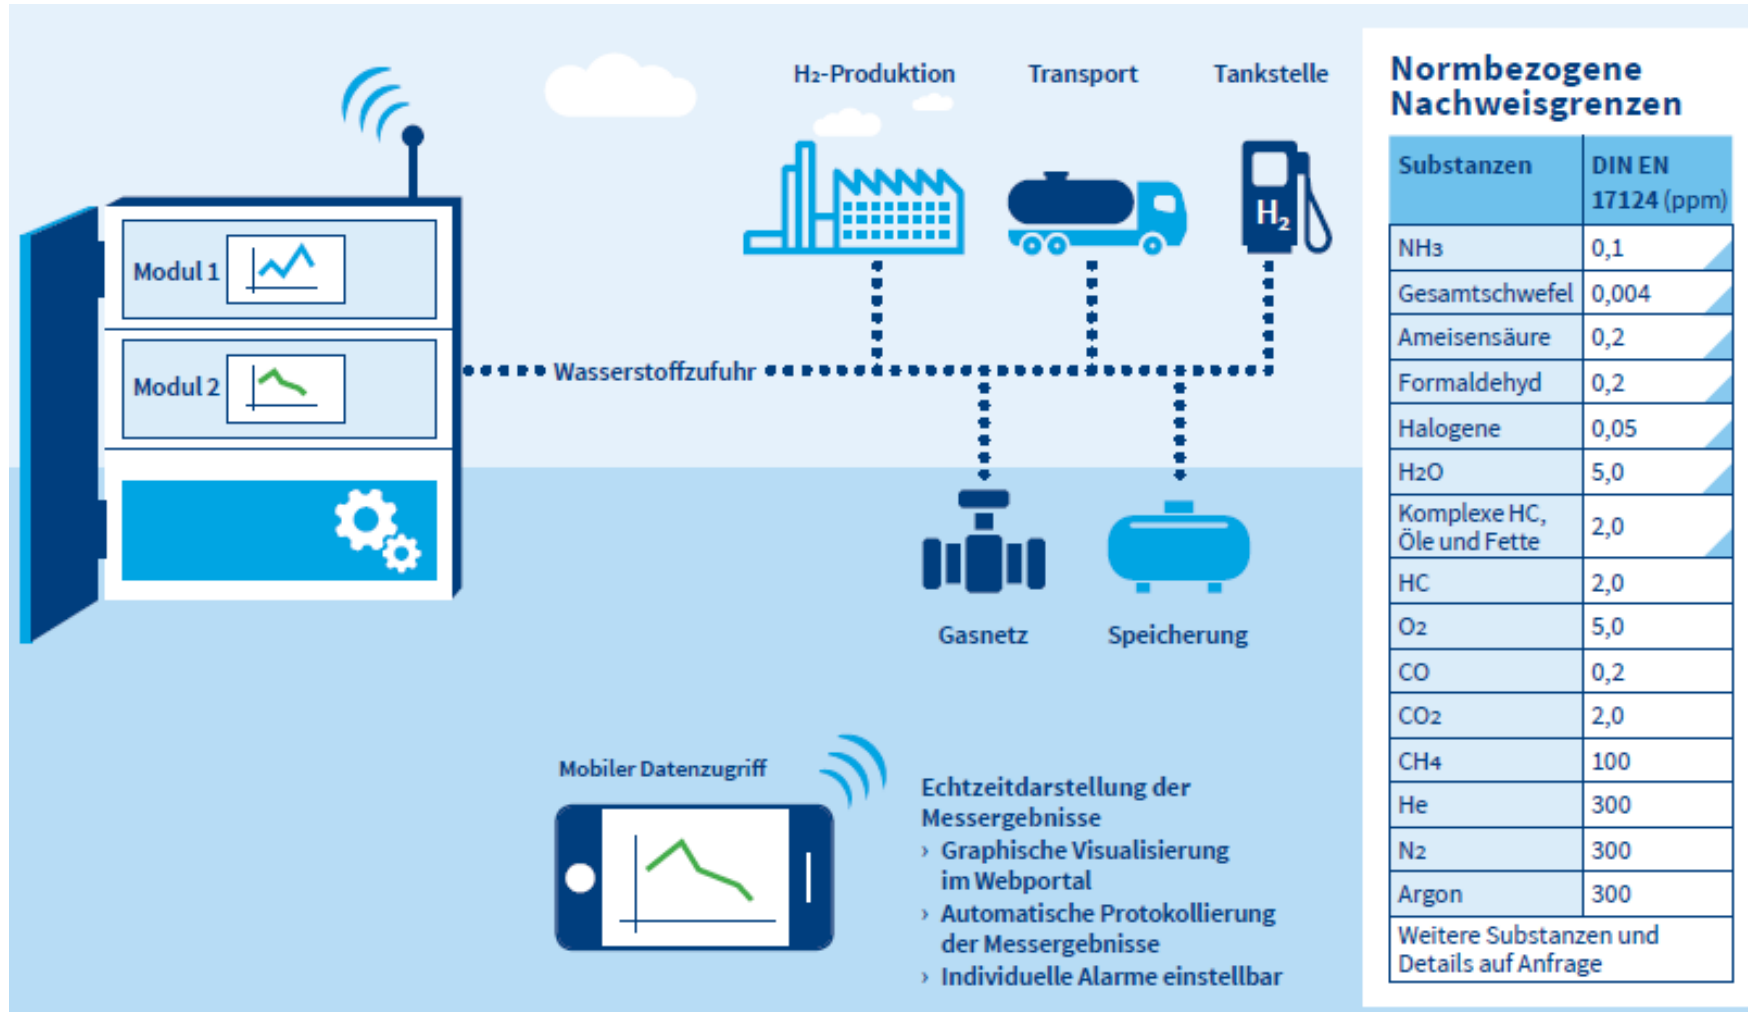 H₂-Produktion
Transport
Tankstelle
H₂
Modul 1
Modul 2
Wasserstoffzufuhr
Gasnetz
Speicherung
Mobiler Datenzugriff
Echtzeitdarstellung der
Messergebnisse
› Graphische Visualisierung
im Webportal
› Automatische Protokollierung
der Messergebnisse
› Individuelle Alarme einstellbar
Normbezogene
Nachweisgrenzen
Substanzen DIN EN
17124 (ppm)
NH₃ 0,1
Gesamtschwefel 0,004
Ameisensäure 0,2
Formaldehyd 0,2
Halogene 0,05
H₂O 5,0
Komplexe HC,
Öle und Fette 2,0
HC 2,0
O₂ 5,0
CO 0,2
CO₂ 2,0
CH₄ 100
He 300
N₂ 300
Argon 300
Weitere Substanzen und
Details auf Anfrage